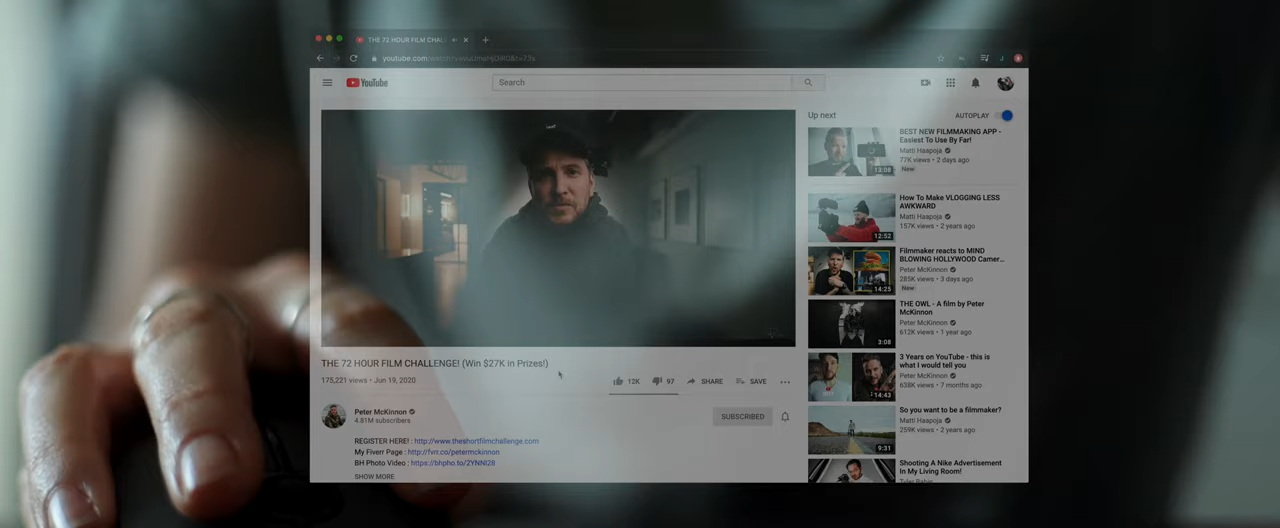 THE 72 HOUR FILM CHAL
youtube.com
YouTube
Search
Up next
AUTOPLAY
BEST NEW FILMMAKING APP -
Easiest To Use By Far!
Matti Haapoja
77K views • 2 days ago
New
13:08
How To Make VLOGGING LESS
AWKWARD
Matti Haapoja
157K views • 2 years ago
12:52
Filmmaker reacts to MIND
BLOWING HOLLYWOOD Camer...
Peter McKinnon
285K views • 3 days ago
New
14:25
THE OWL - A film by Peter
McKinnon
Peter McKinnon
612K views • 1 year ago
3:08
3 Years on YouTube - this is
what I would tell you
Peter McKinnon
638K views • 7 months ago
14:43
So you want to be a filmmaker?
Matti Haapoja
259K views • 2 years ago
9:31
Shooting A Nike Advertisement
In My Living Room!
THE 72 HOUR FILM CHALLENGE! (Win $27K in Prizes!)
175,221 views • Jun 19, 2020
12K
97
SHARE
SAVE
Peter McKinnon
4.81M subscribers
SUBSCRIBED
REGISTER HERE! : http://www.theshortfilmchallenge.com
My Fiverr Page : http://fvrr.co/petermckinnon
BH Photo Video : https://bhpho.to/2YNNI28
SHOW MORE